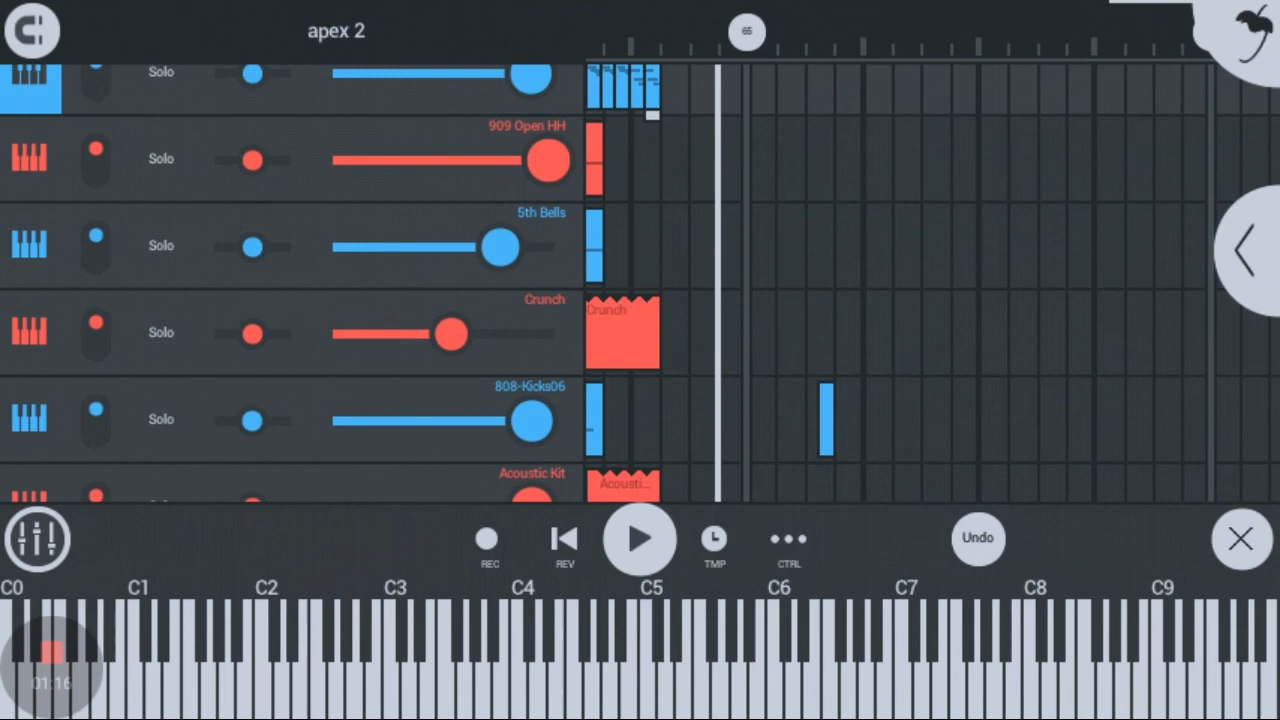 apex 2
65
Solo
909 Open HH
Solo
5th Bells
Solo
Crunch
Crunch
Solo
808-Kicks06
Solo
Acoustic Kit
Acousti...
REC
REV
TMP
CTRL
Undo
C0 C1 C2 C3 C4 C5 C6 C7 C8 C9
01:16